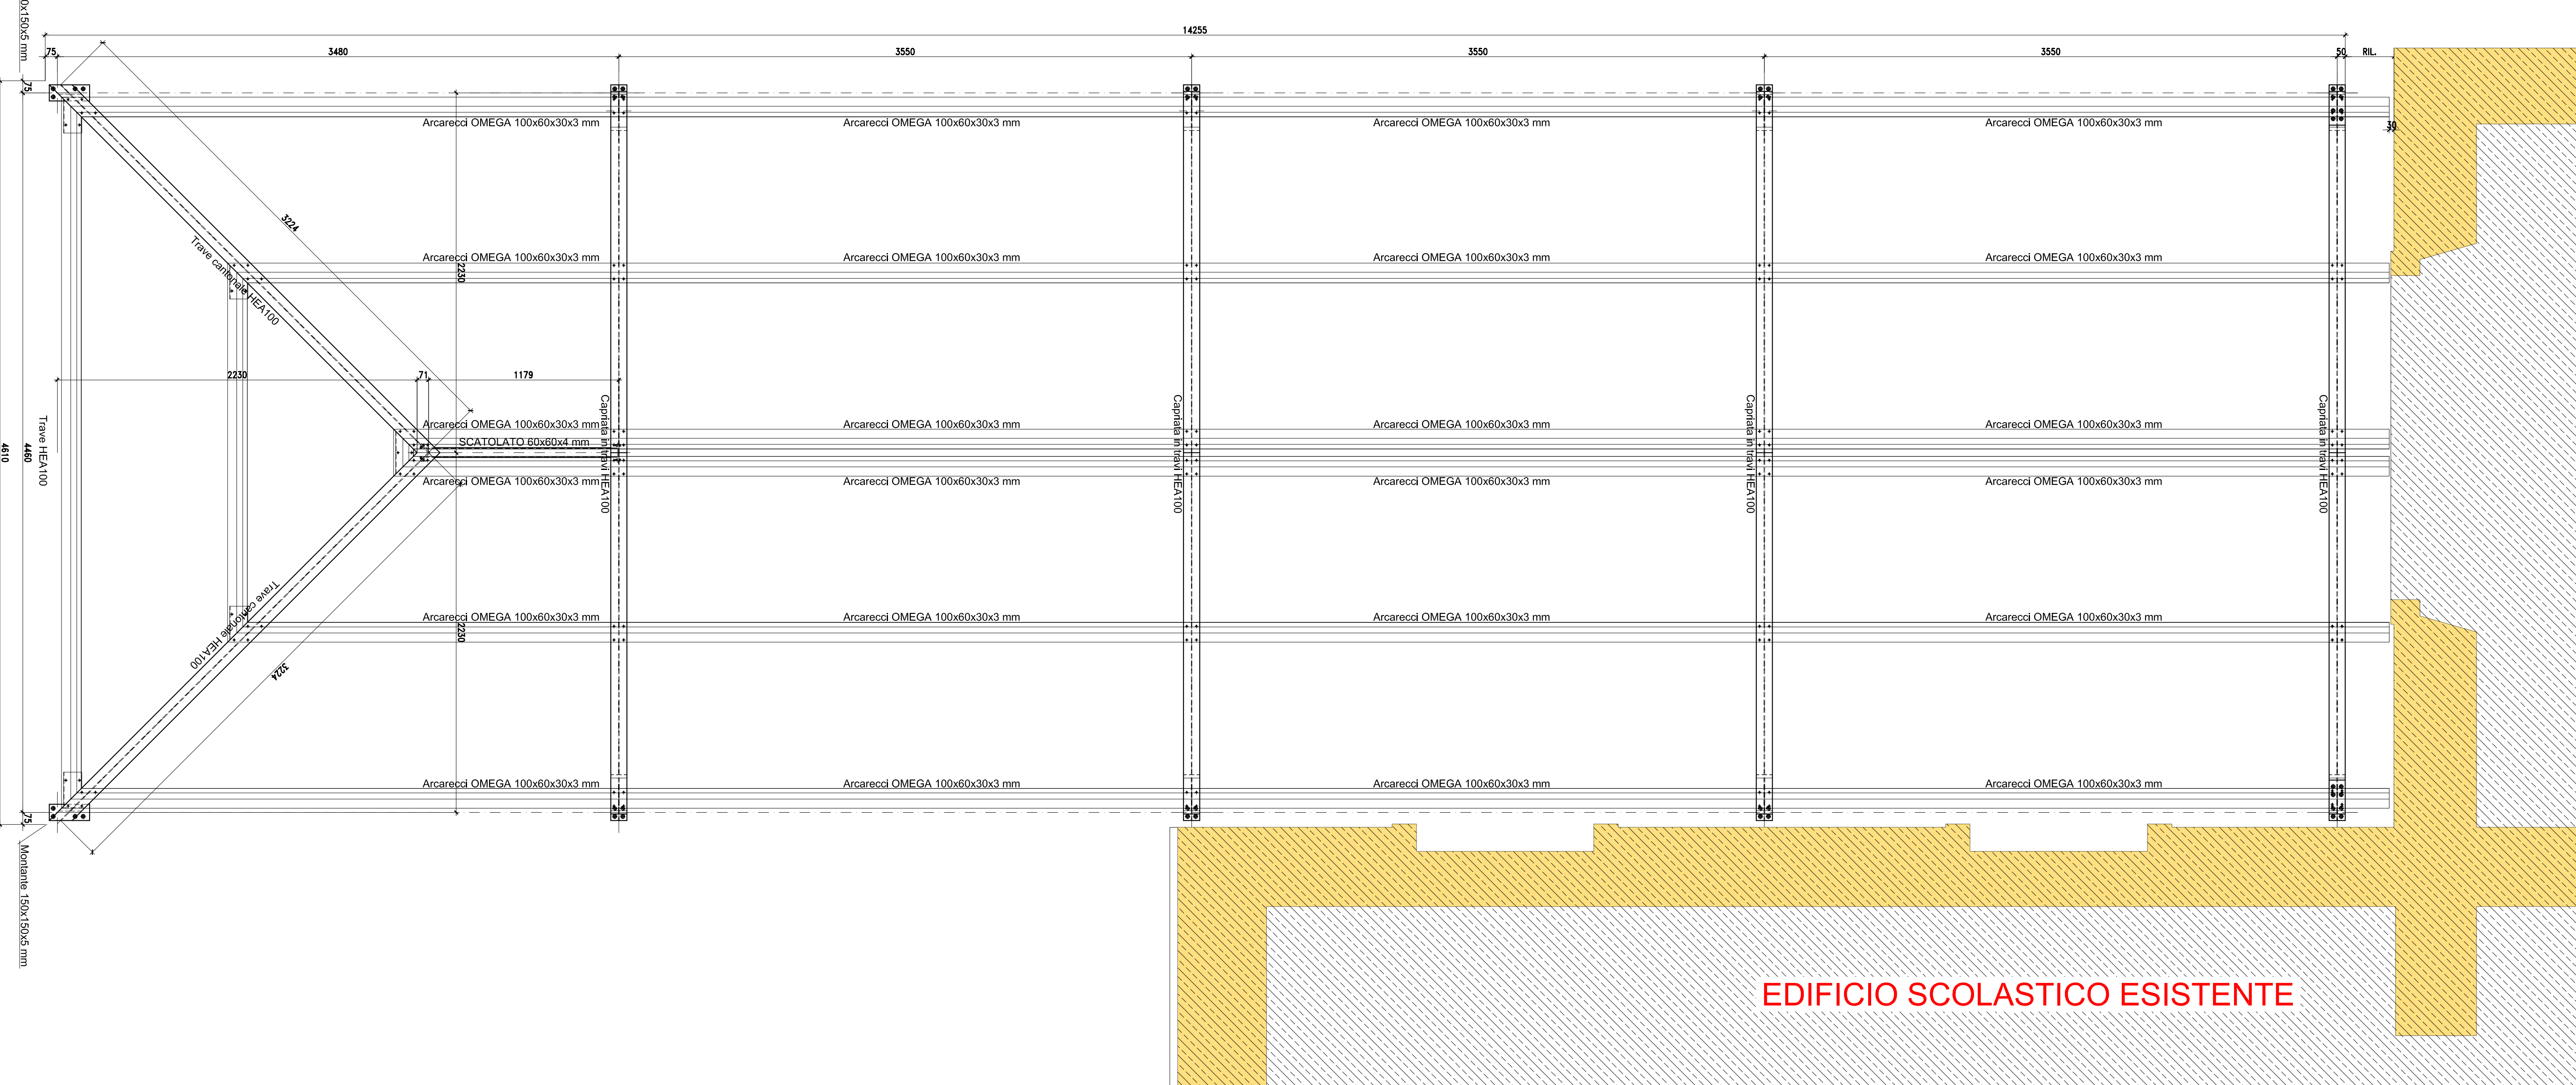 0x150x5 mm
14255
75
3480
3550
3550
3550
50
RIL.
75
30
Arcarecci OMEGA 100x60x30x3 mm
Arcarecci OMEGA 100x60x30x3 mm
Arcarecci OMEGA 100x60x30x3 mm
Arcarecci OMEGA 100x60x30x3 mm
3224
Trave cantonale HEA100
Arcarecci OMEGA 100x60x30x3 mm
Arcarecci OMEGA 100x60x30x3 mm
Arcarecci OMEGA 100x60x30x3 mm
Arcarecci OMEGA 100x60x30x3 mm
2230
2230
71
1179
Arcarecci OMEGA 100x60x30x3 mm
Arcarecci OMEGA 100x60x30x3 mm
Arcarecci OMEGA 100x60x30x3 mm
Arcarecci OMEGA 100x60x30x3 mm
SCATOLATO 60x60x4 mm
Capriata in travi HEA100
Capriata in travi HEA100
Capriata in travi HEA100
Capriata in travi HEA100
4610
4460
Trave HEA100
Arcarecci OMEGA 100x60x30x3 mm
Arcarecci OMEGA 100x60x30x3 mm
Arcarecci OMEGA 100x60x30x3 mm
Arcarecci OMEGA 100x60x30x3 mm
Trave cantonale HEA100
3224
2230
Arcarecci OMEGA 100x60x30x3 mm
Arcarecci OMEGA 100x60x30x3 mm
Arcarecci OMEGA 100x60x30x3 mm
Arcarecci OMEGA 100x60x30x3 mm
Arcarecci OMEGA 100x60x30x3 mm
Arcarecci OMEGA 100x60x30x3 mm
Arcarecci OMEGA 100x60x30x3 mm
Arcarecci OMEGA 100x60x30x3 mm
75
Montante 150x150x5 mm
EDIFICIO SCOLASTICO ESISTENTE